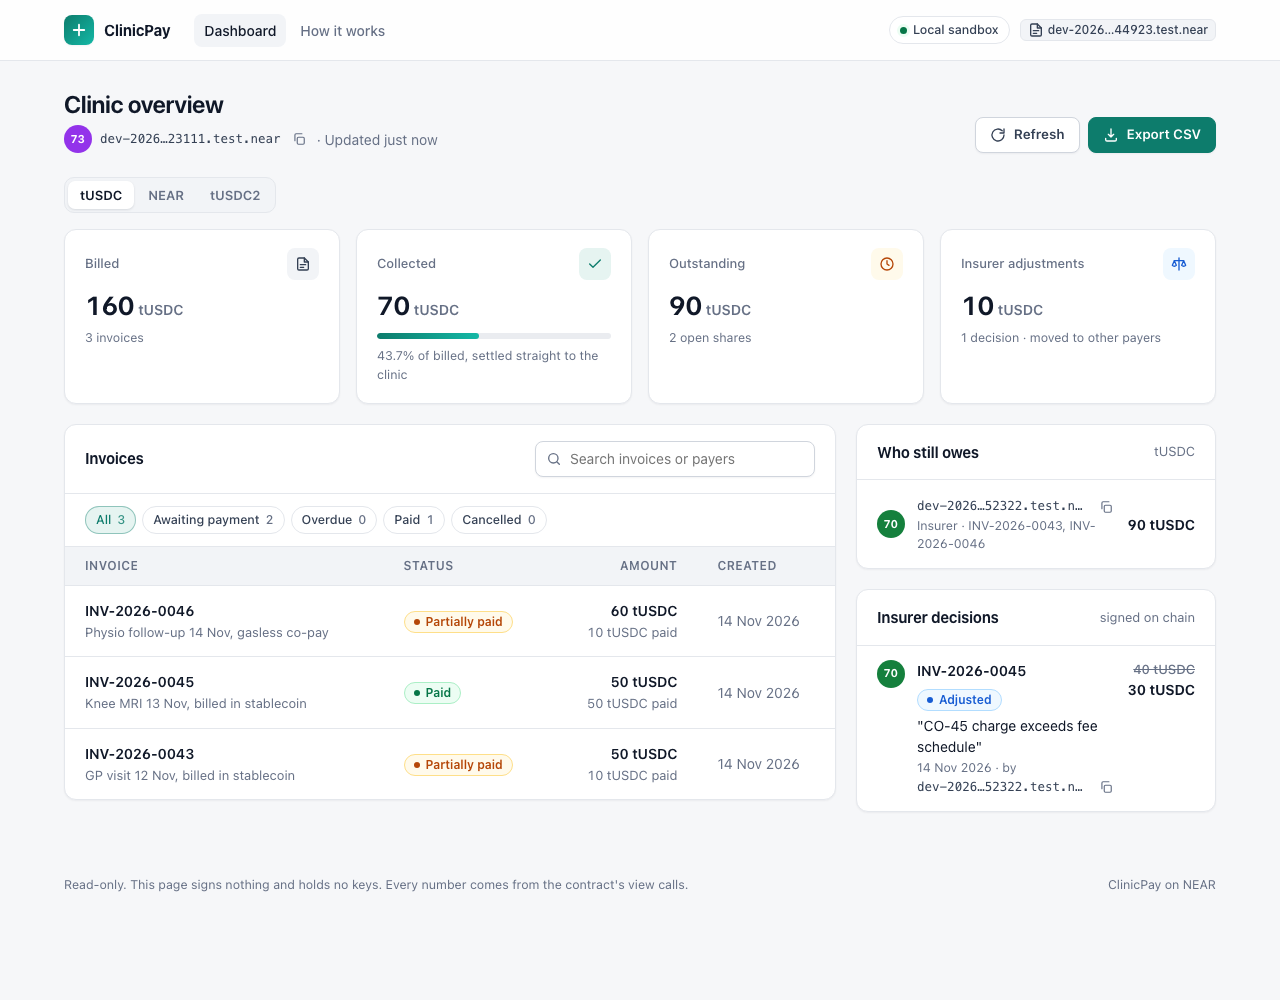 ClinicPay
Dashboard
How it works
Local sandbox
dev-2026…44923.test.near
Clinic overview
73
dev-2026…23111.test.near
· Updated just now
Refresh
Export CSV
tUSDC
NEAR
tUSDC2
Billed
160 tUSDC
3 invoices
Collected
70 tUSDC
43.7% of billed, settled straight to the
clinic
Outstanding
90 tUSDC
2 open shares
Insurer adjustments
10 tUSDC
1 decision · moved to other payers
Invoices
Search invoices or payers
All 3
Awaiting payment 2
Overdue 0
Paid 1
Cancelled 0
INVOICE STATUS AMOUNT CREATED
INV-2026-0046
Physio follow-up 14 Nov, gasless co-pay
Partially paid
60 tUSDC
10 tUSDC paid
14 Nov 2026
INV-2026-0045
Knee MRI 13 Nov, billed in stablecoin
Paid
50 tUSDC
50 tUSDC paid
14 Nov 2026
INV-2026-0043
GP visit 12 Nov, billed in stablecoin
Partially paid
50 tUSDC
10 tUSDC paid
14 Nov 2026
Who still owes
tUSDC
70
dev-2026…52322.test.n…
Insurer · INV-2026-0043, INV-
2026-0046
90 tUSDC
Insurer decisions
signed on chain
70
INV-2026-0045
Adjusted
40 tUSDC
30 tUSDC
"CO-45 charge exceeds fee
schedule"
14 Nov 2026 · by
dev-2026…52322.test.n…
Read-only. This page signs nothing and holds no keys. Every number comes from the contract's view calls.
ClinicPay on NEAR